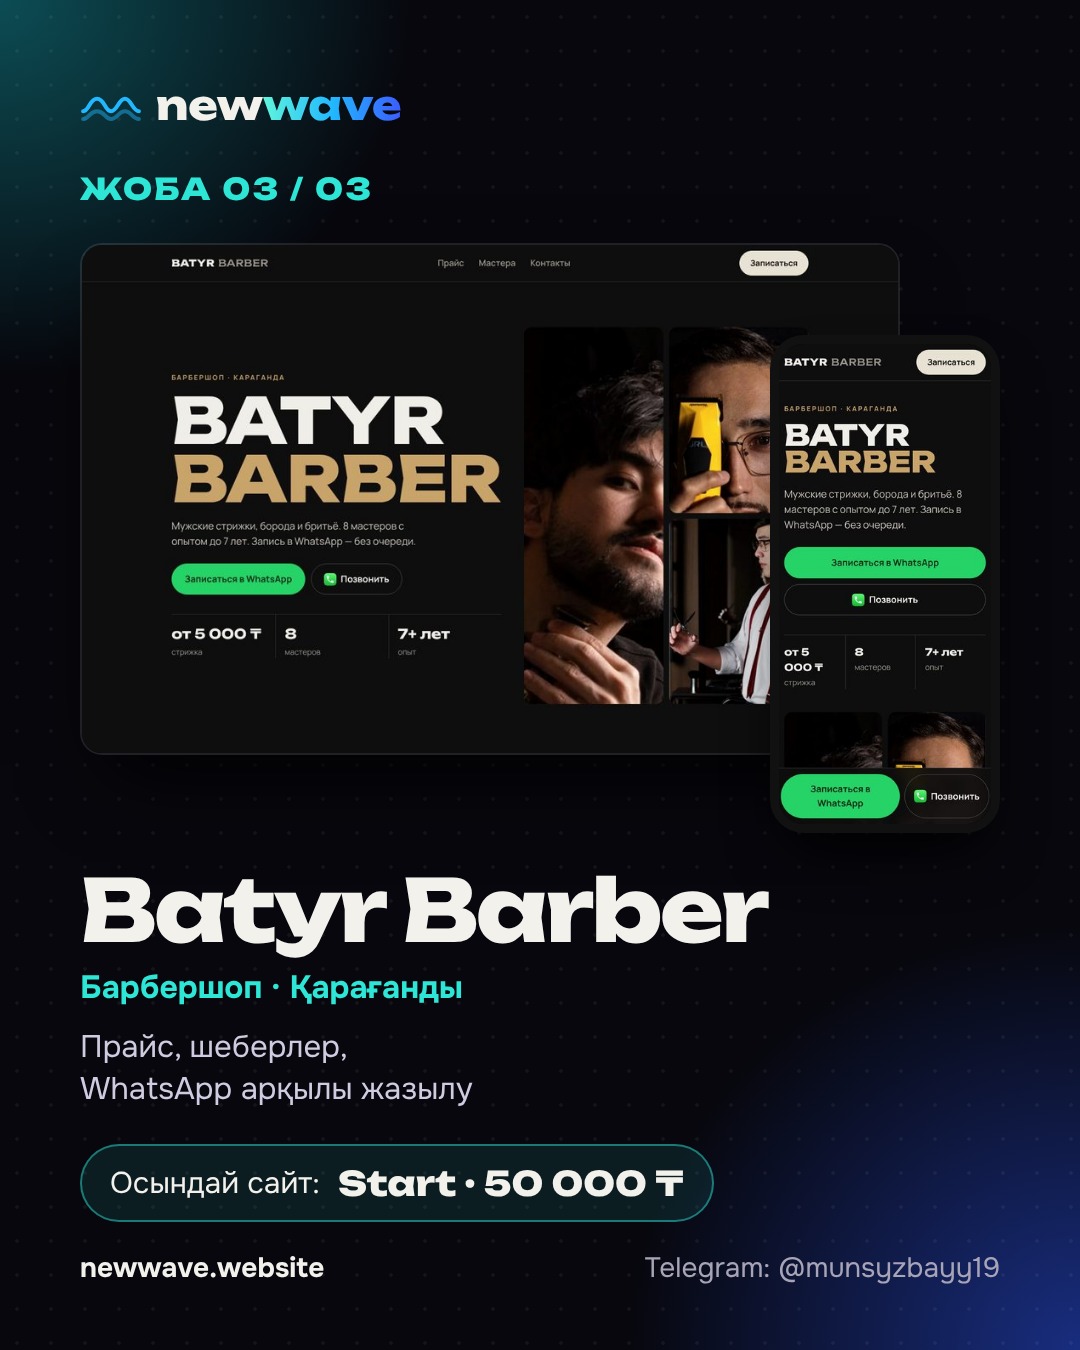 newwave
ЖОБА 03 / 03
BATYR BARBER
Прайс Мастера Контакты
Записаться
БАРБЕРШОП · КАРАГАНДА
BATYR
BARBER
Мужские стрижки, борода и бритьё. 8 мастеров с
опытом до 7 лет. Запись в WhatsApp — без очереди.
Записаться в WhatsApp
Позвонить
от 5 000 ₸ 8 7+ лет
стрижка мастеров опыт
BATYR BARBER
Записаться
БАРБЕРШОП · КАРАГАНДА
BATYR
BARBER
Мужские стрижки, борода и бритьё. 8
мастеров с опытом до 7 лет. Запись в
WhatsApp — без очереди.
Записаться в WhatsApp
Позвонить
от 5
000 ₸
стрижка
8
мастеров
7+ лет
опыт
Записаться в
WhatsApp
Позвонить
Batyr Barber
Барбершоп · Қарағанды
Прайс, шеберлер,
WhatsApp арқылы жазылу
Осындай сайт: Start · 50 000 ₸
newwave.website
Telegram: @munsyzbayy19